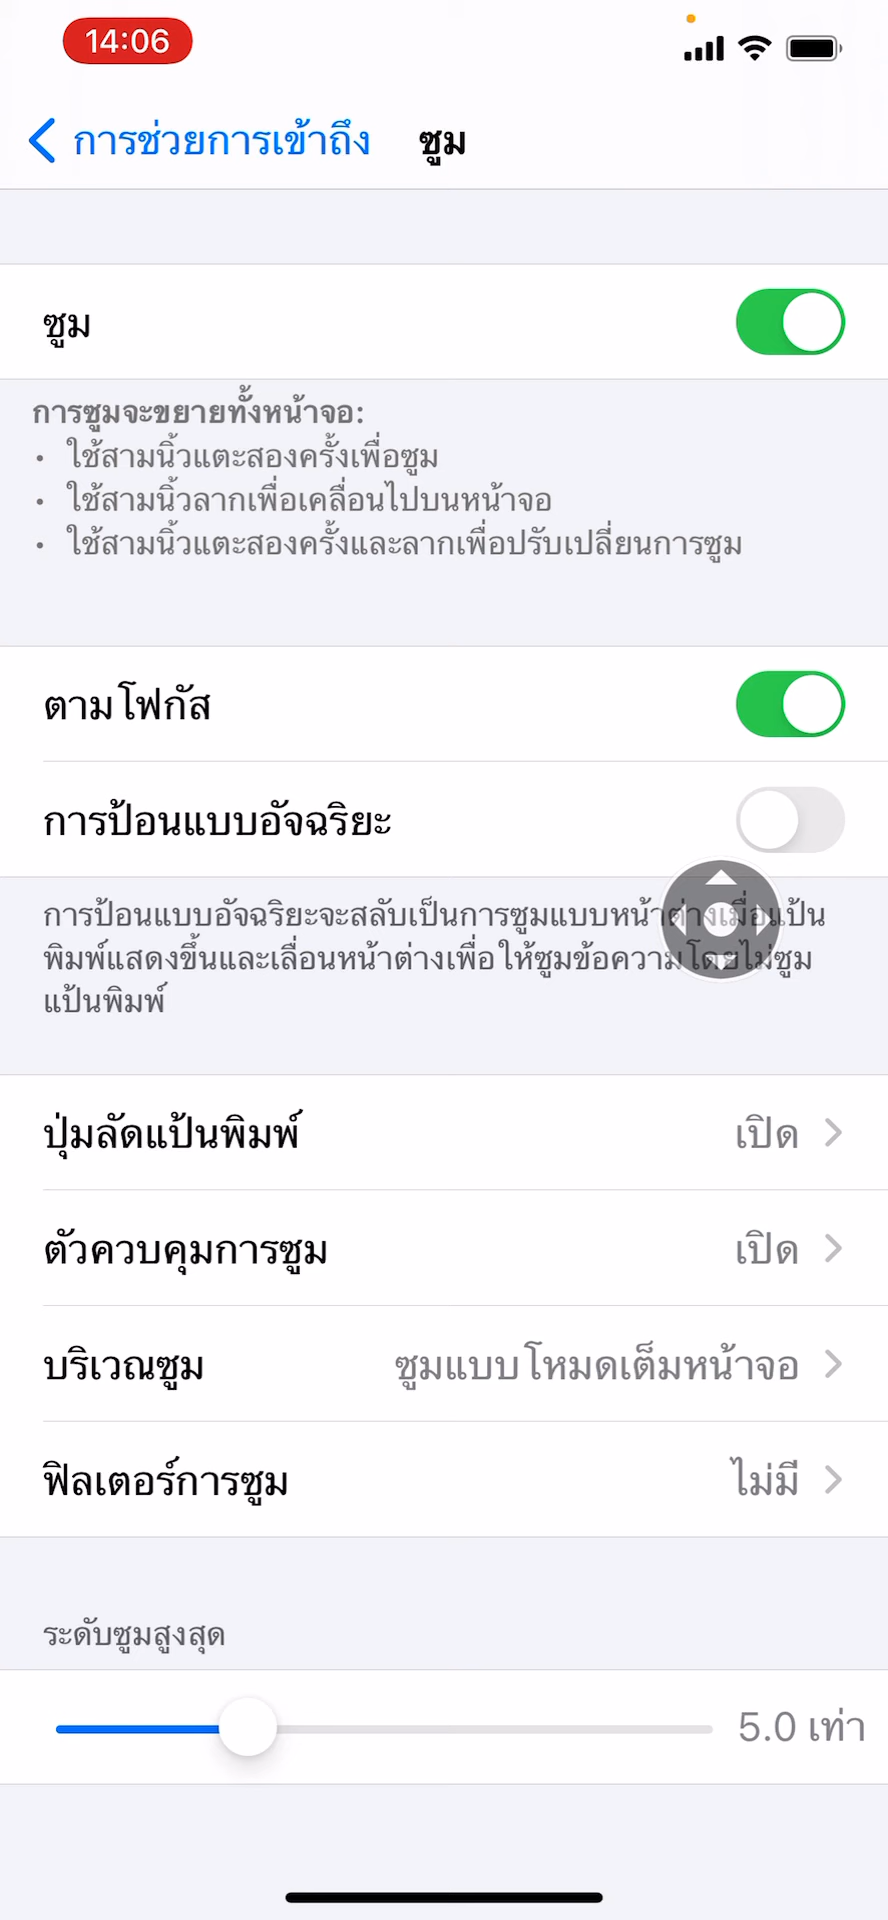 14:06
การช่วยการเข้าถึง ซูม
ซูม
การซูมจะขยายทั้งหน้าจอ:
• ใช้สามนิ้วแตะสองครั้งเพื่อซูม
• ใช้สามนิ้วลากเพื่อเคลื่อนไปบนหน้าจอ
• ใช้สามนิ้วแตะสองครั้งและลากเพื่อปรับเปลี่ยนการซูม
ตามโฟกัส
การป้อนแบบอัจฉริยะ
การป้อนแบบอัจฉริยะจะสลับเป็นการซูมแบบหน้าต่างเมื่อแป้น
พิมพ์แสดงขึ้นและเลื่อนหน้าต่างเพื่อให้ซูมข้อความโดยไม่ซูม
แป้นพิมพ์
ปุ่มลัดแป้นพิมพ์ เปิด
ตัวควบคุมการซูม เปิด
บริเวณซูม ซูมแบบโหมดเต็มหน้าจอ
ฟิลเตอร์การซูม ไม่มี
ระดับซูมสูงสุด
5.0 เท่า